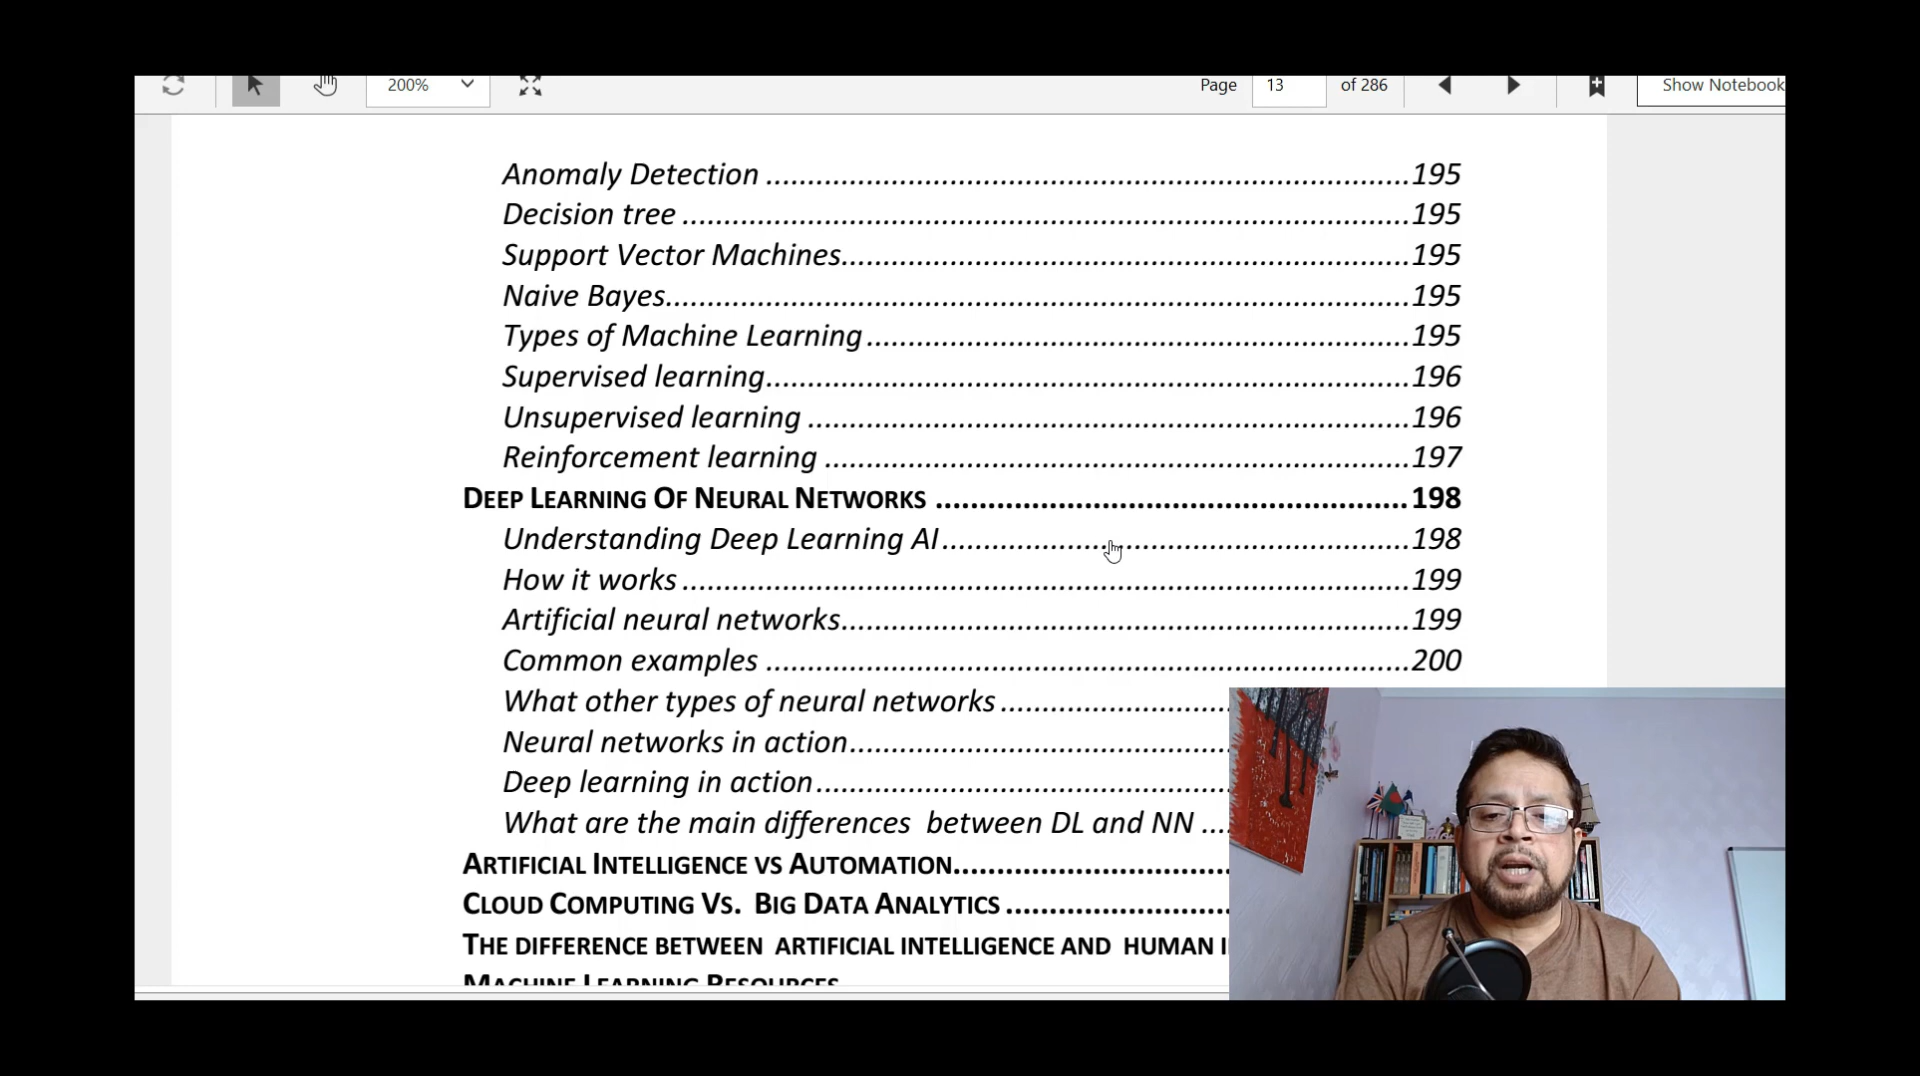 200%
Page 13 of 286
Show Notebook
Anomaly Detection ................................................................195
Decision tree ................................................................195
Support Vector Machines................................................................195
Naive Bayes................................................................195
Types of Machine Learning ................................................................195
Supervised learning................................................................196
Unsupervised learning ................................................................196
Reinforcement learning ................................................................197
DEEP LEARNING OF NEURAL NETWORKS ................................................................198
Understanding Deep Learning AI................................................................198
How it works ................................................................199
Artificial neural networks................................................................199
Common examples ................................................................200
What other types of neural networks ......................
Neural networks in action......................
Deep learning in action......................
What are the main differences  between DL and NN ...
ARTIFICIAL INTELLIGENCE VS AUTOMATION......................
CLOUD COMPUTING VS.  BIG DATA ANALYTICS ......................
THE DIFFERENCE BETWEEN  ARTIFICIAL INTELLIGENCE AND  HUMAN
MACHINE LEARNING RESOURCES